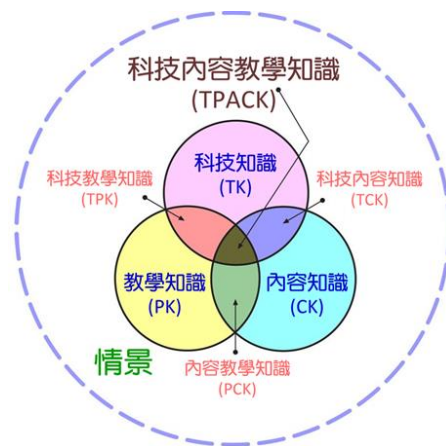 科技內容教學知識
(TPACK)
科技知識
(TK)
科技教學知識
(TPK)
科技內容知識
(TCK)
教學知識
(PK)
內容知識
(CK)
情景
內容教學知識
(PCK)